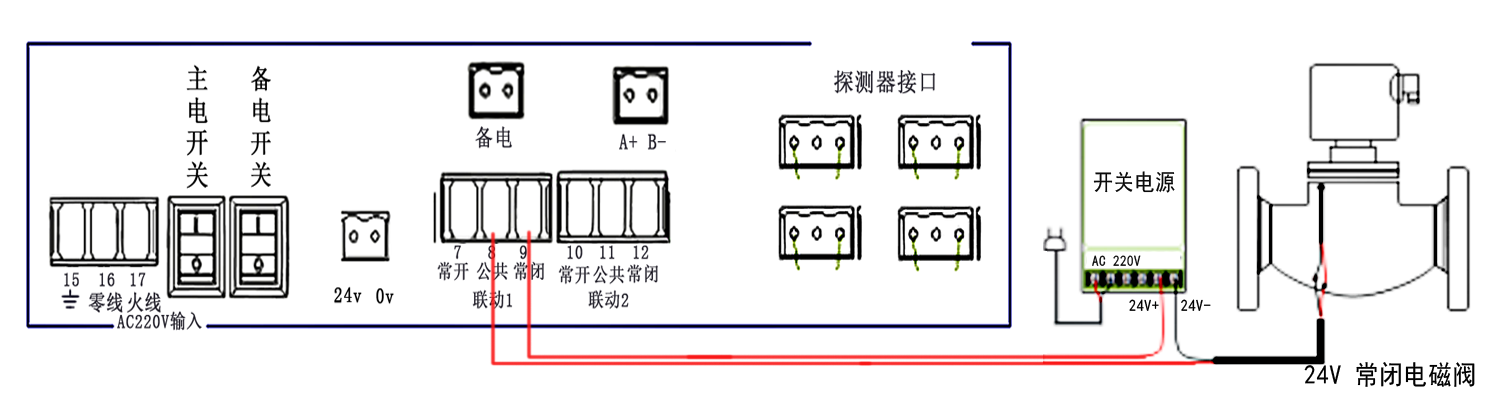 主电开关
备电开关
备电
A+ B-
探测器接口
开关电源
AC 220V
24V+ 24V-
7 8 9
常开 公共 常闭
联动1
10 11 12
常开 公共 常闭
联动2
15 16 17
零线 火线
AC220V输入
24v 0v
24V 常闭电磁阀